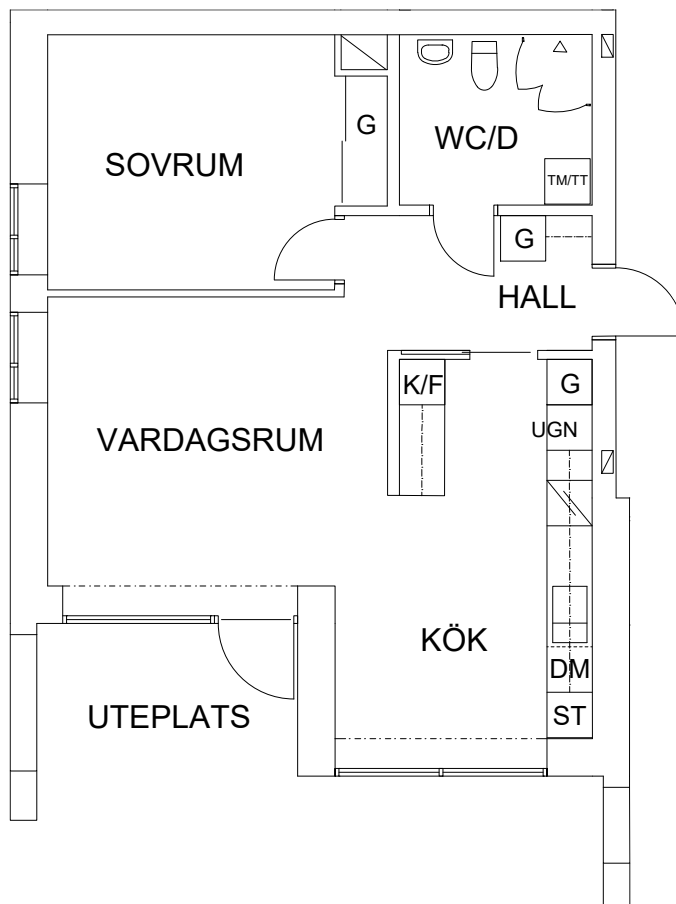 G
WC/D
SOVRUM
TM/TT
G
HALL
K/F
G
UGN
VARDAGSRUM
KÖK
DM
UTEPLATS
ST